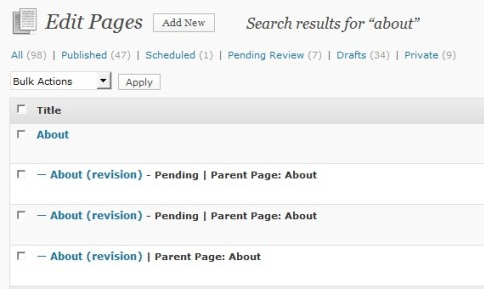 Edit Pages Add New Search results for “about”
All (98) | Published (47) | Scheduled (1) | Pending Review (7) | Drafts (34) | Private (9)
Bulk Actions Apply
Title
About
— About (revision) - Pending | Parent Page: About
— About (revision) - Pending | Parent Page: About
— About (revision) | Parent Page: About